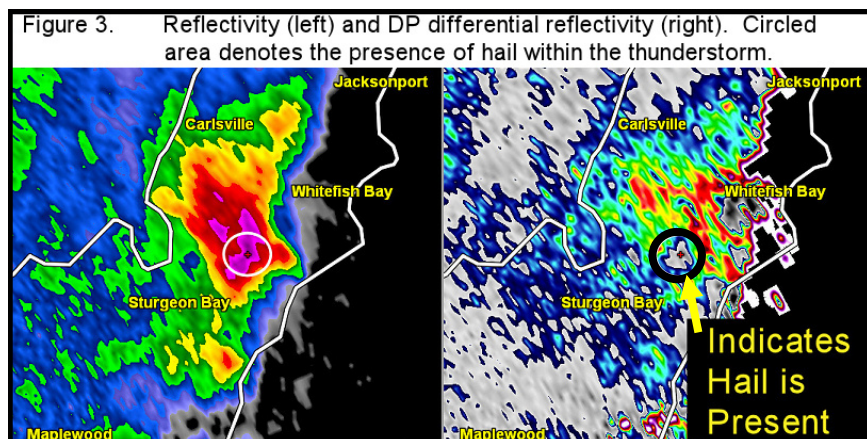 Figure 3. Reflectivity (left) and DP differential reflectivity (right). Circled
area denotes the presence of hail within the thunderstorm.
Jacksonport
Carlsville
Whitefish Bay
Sturgeon Bay
Maplewood
Jacksonport
Carlsville
Whitefish Bay
Sturgeon Bay
Indicates
Hail is
Present
Maplewood